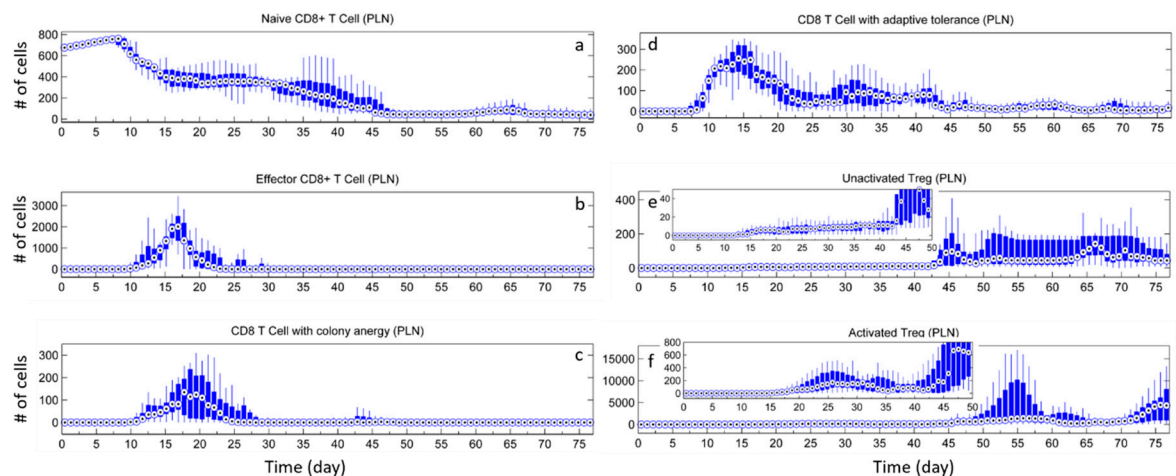 Naive CD8+ T Cell (PLN)
# of cells
800
600
400
200
0
a
0 5 10 15 20 25 30 35 40 45 50 55 60 65 70 75
Effector CD8+ T Cell (PLN)
# of cells
3000
2000
1000
0
b
0 5 10 15 20 25 30 35 40 45 50 55 60 65 70 75
CD8 T Cell with colony anergy (PLN)
# of cells
300
200
100
0
c
0 5 10 15 20 25 30 35 40 45 50 55 60 65 70 75
Time (day)
CD8 T Cell with adaptive tolerance (PLN)
300
200
100
0
d
0 5 10 15 20 25 30 35 40 45 50 55 60 65 70 75
Unactivated Treg (PLN)
400
200
0
e
40
20
0
0 5 10 15 20 25 30 35 40 45 50
0 5 10 15 20 25 30 35 40 45 50 55 60 65 70 75
Activated Treg (PLN)
15000
10000
5000
0
f
800
600
400
200
0
0 5 10 15 20 25 30 35 40 45 50
0 5 10 15 20 25 30 35 40 45 50 55 60 65 70 75
Time (day)